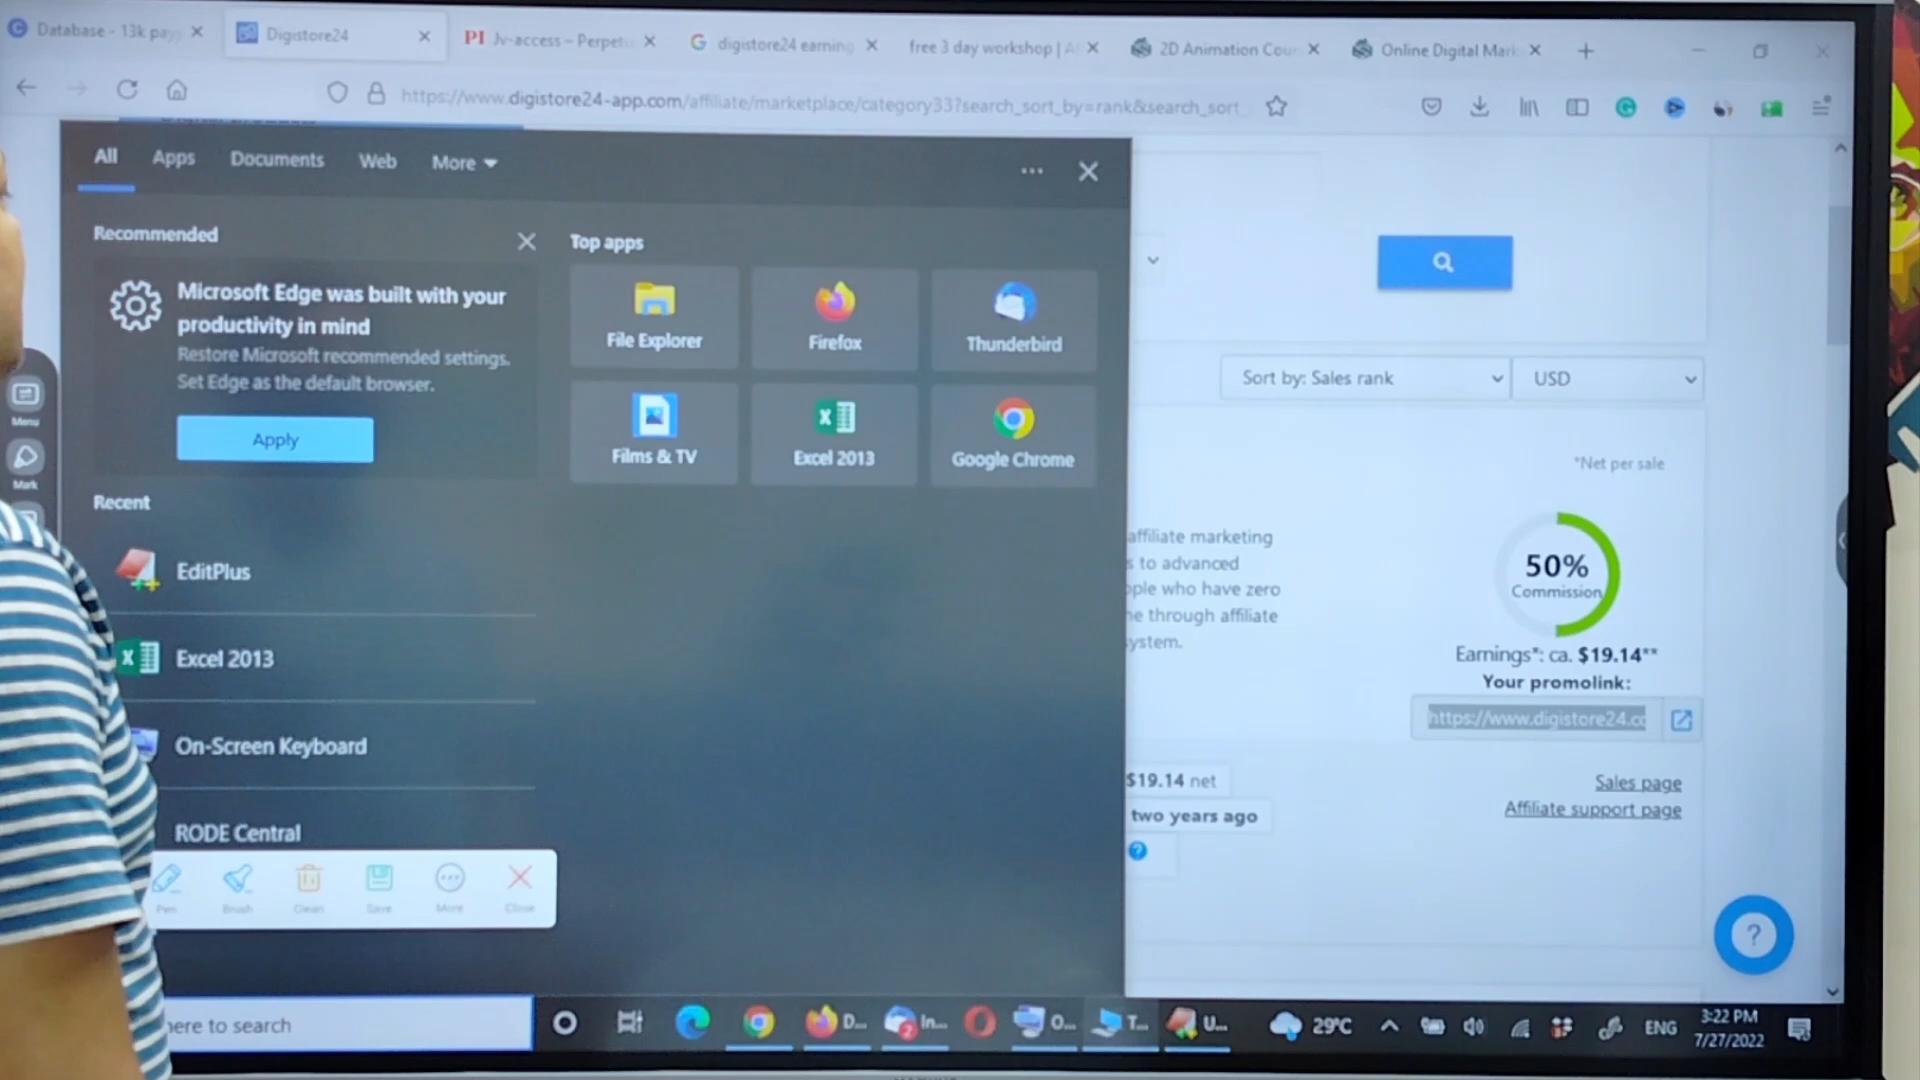 Database - 13k payp
Digistore24
PI Jv-access – Perpetu
digistore24 earning
free 3 day workshop | A
2D Animation Cour
Online Digital Mark
https://www.digistore24-app.com/affiliate/marketplace/category33?search_sort_by=rank&search_sort_
All
Apps
Documents
Web
More
Recommended
Microsoft Edge was built with your
productivity in mind
Restore Microsoft recommended settings.
Set Edge as the default browser.
Apply
Top apps
File Explorer
Firefox
Thunderbird
Films & TV
Excel 2013
Google Chrome
Menu
Mark
Recent
EditPlus
Excel 2013
On-Screen Keyboard
RODE Central
Sort by: Sales rank
USD
*Net per sale
affiliate marketing
s to advanced
ople who have zero
ne through affiliate
ystem.
50%
Commission
Earnings*: ca. $19.14**
Your promolink:
https://www.digistore24.co
$19.14 net
two years ago
Sales page
Affiliate support page
Pen
Brush
Clean
Save
More
Close
here to search
D...
In...
O...
T...
U...
29°C
ENG
3:22 PM
7/27/2022